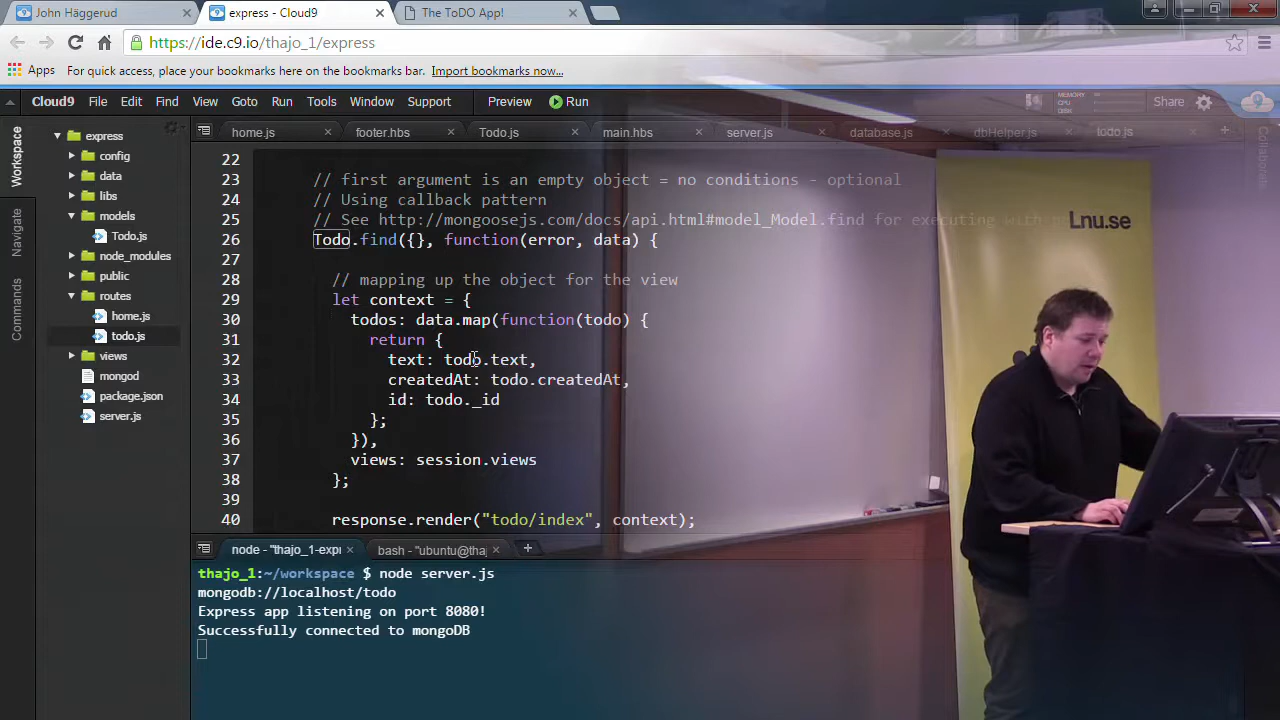 John Häggerud
express - Cloud9
The ToDO App!
https://ide.c9.io/thajo_1/express
Apps
For quick access, place your bookmarks here on the bookmarks bar. Import bookmarks now...
Cloud9 File Edit Find View Goto Run Tools Window Support Preview Run
MEMORY
CPU
DISK
Share
Workspace
Navigate
Commands
Collaborate
express
config
data
libs
models
Todo.js
node_modules
public
routes
home.js
todo.js
views
mongod
package.json
server.js
home.js footer.hbs Todo.js main.hbs server.js database.js dbHelper.js todo.js
22
23 // first argument is an empty object = no conditions - optional
24 // Using callback pattern
25 // See http://mongoosejs.com/docs/api.html#model_Model.find for executing with
26 Todo.find({}, function(error, data) {
27
28 // mapping up the object for the view
29 let context = {
30 todos: data.map(function(todo) {
31 return {
32 text: todo.text,
33 createdAt: todo.createdAt,
34 id: todo._id
35 };
36 }),
37 views: session.views
38 };
39
40 response.render("todo/index", context);
Lnu.se
node - "thajo_1-expr
bash - "ubuntu@thaj
thajo_1:~/workspace $ node server.js
mongodb://localhost/todo
Express app listening on port 8080!
Successfully connected to mongoDB